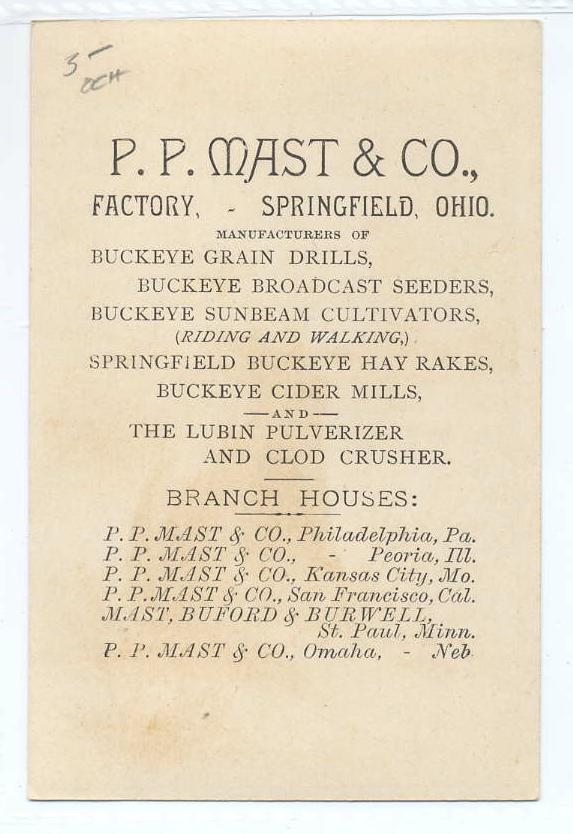 3-
OCH
P. P. MAST & CO.,
FACTORY, - SPRINGFIELD, OHIO.
MANUFACTURERS OF
BUCKEYE GRAIN DRILLS,
BUCKEYE BROADCAST SEEDERS,
BUCKEYE SUNBEAM CULTIVATORS,
(RIDING AND WALKING,)
SPRINGFIELD BUCKEYE HAY RAKES,
BUCKEYE CIDER MILLS,
—AND—
THE LUBIN PULVERIZER
AND CLOD CRUSHER.
BRANCH HOUSES:
P. P. MAST & CO., Philadelphia, Pa.
P. P. MAST & CO., - Peoria, Ill.
P. P. MAST & CO., Kansas City, Mo.
P. P. MAST & CO., San Francisco, Cal.
MAST, BUFORD & BURWELL,
St. Paul, Minn.
P. P. MAST & CO., Omaha, - Neb.